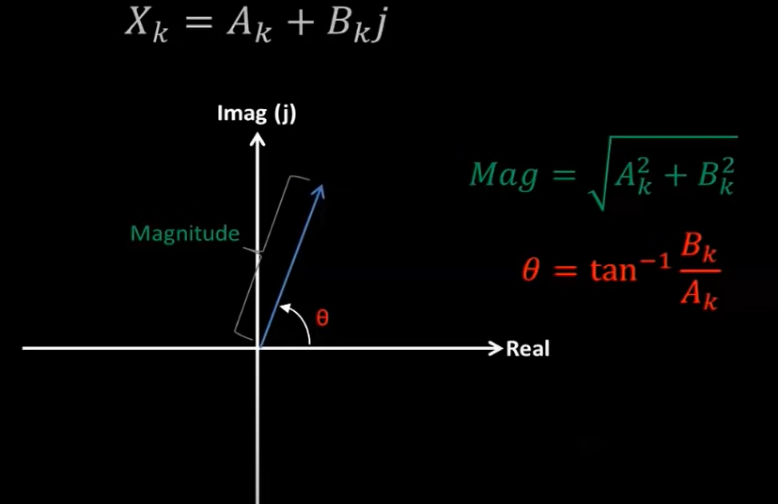 X_k = A_k + B_k j
Imag (j)
Mag = √(A_k^2 + B_k^2)
Magnitude
θ = tan^{-1} B_k/A_k
θ
Real